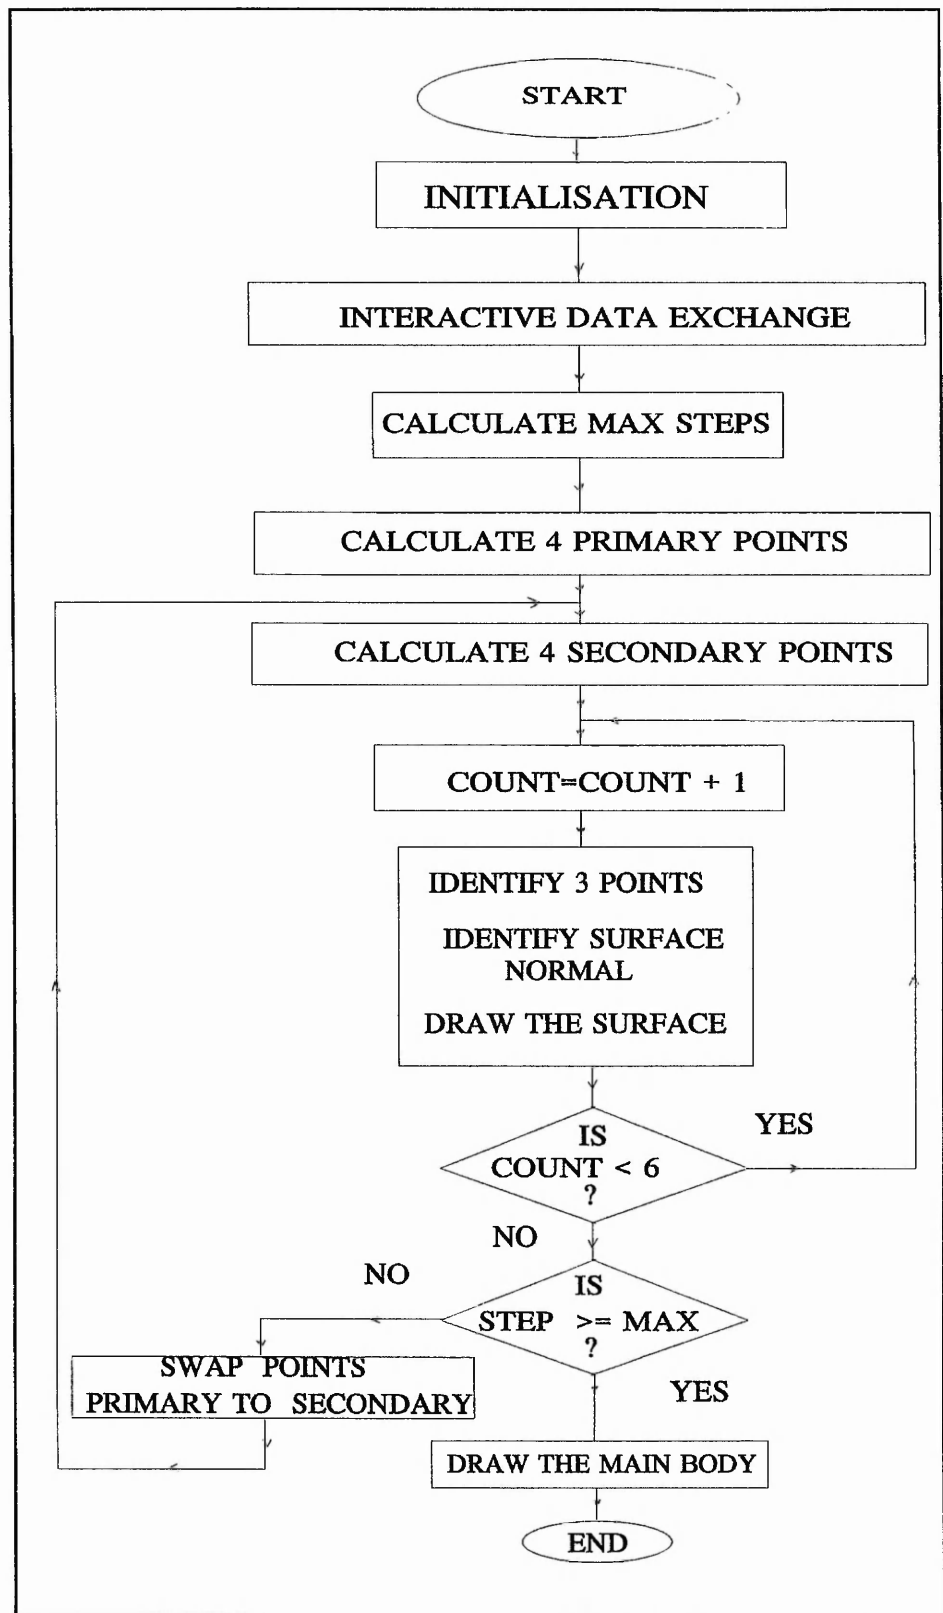 START
INITIALISATION
INTERACTIVE DATA EXCHANGE
CALCULATE MAX STEPS
CALCULATE 4 PRIMARY POINTS
CALCULATE 4 SECONDARY POINTS
COUNT=COUNT + 1
IDENTIFY 3 POINTS
IDENTIFY SURFACE
NORMAL
DRAW THE SURFACE
IS
COUNT < 6
?
YES
NO
IS
STEP >= MAX
?
NO
YES
SWAP POINTS
PRIMARY TO SECONDARY
DRAW THE MAIN BODY
END